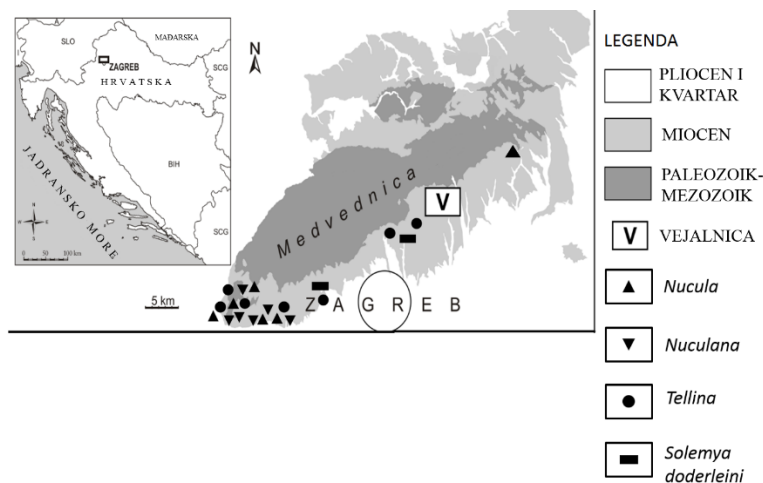 A
SLO
MAĐARSKA
ZAGREB
HRVATSKA
SCG
BIH
JADRANSKO MORE
SCG
0 50 100 km
N
Medvednica
V
5 km
ZAGREB
LEGENDA
PLIOCEN I
KVARTAR
MIOCEN
PALEOZOIK-
MEZOZOIK
V
VEJALNICA
Nucula
Nuculana
Tellina
Solemya
doderleini